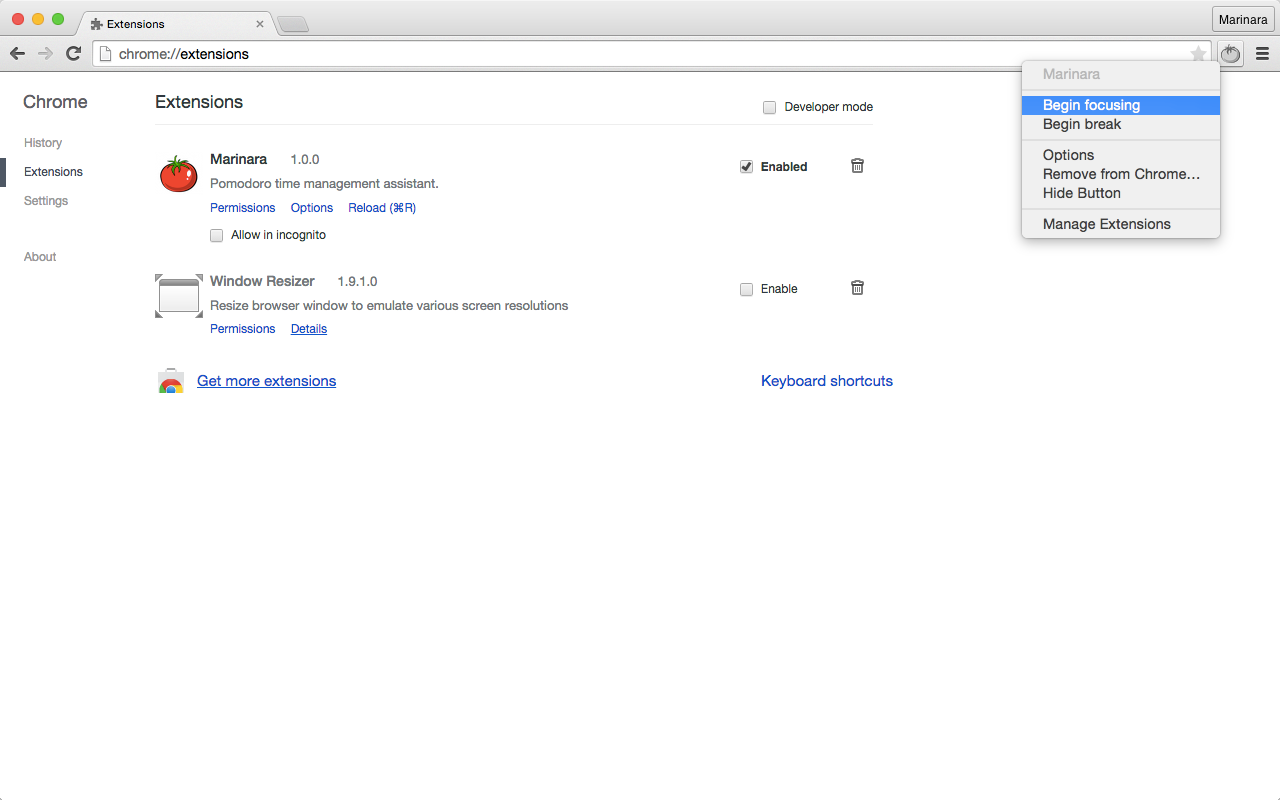 Extensions
Marinara
chrome://extensions
Marinara
Begin focusing
Begin break
Options
Remove from Chrome...
Hide Button
Manage Extensions
Chrome
History
Extensions
Settings
About
Extensions
Developer mode
Marinara 1.0.0
Enabled
Pomodoro time management assistant.
Permissions Options Reload (⌘R)
Allow in incognito
Window Resizer 1.9.1.0
Enable
Resize browser window to emulate various screen resolutions
Permissions Details
Get more extensions
Keyboard shortcuts